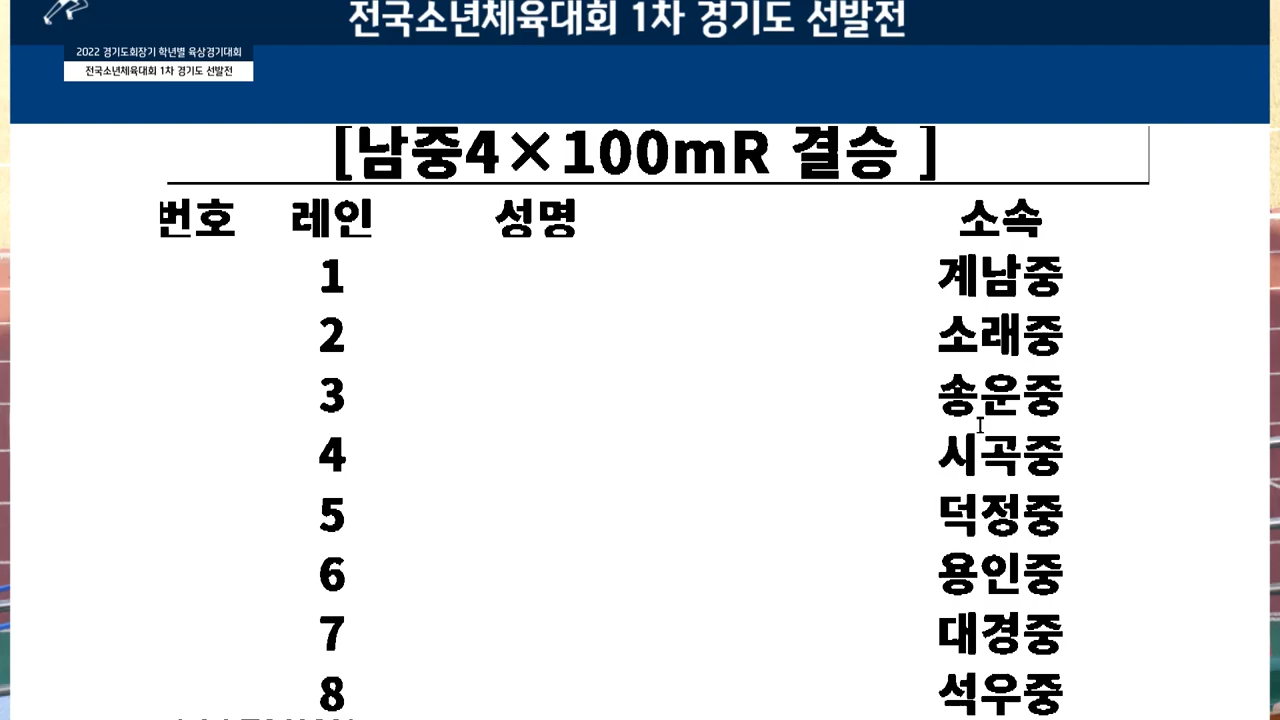 전국소년체육대회 1차 경기도 선발전
2022 경기도회장기 학년별 육상경기대회
전국소년체육대회 1차 경기도 선발전
[남중4×100mR 결승 ]
번호 레인 성명 소속
1 계남중
2 소래중
3 송운중
4 시곡중
5 덕정중
6 용인중
7 대경중
8 석우중